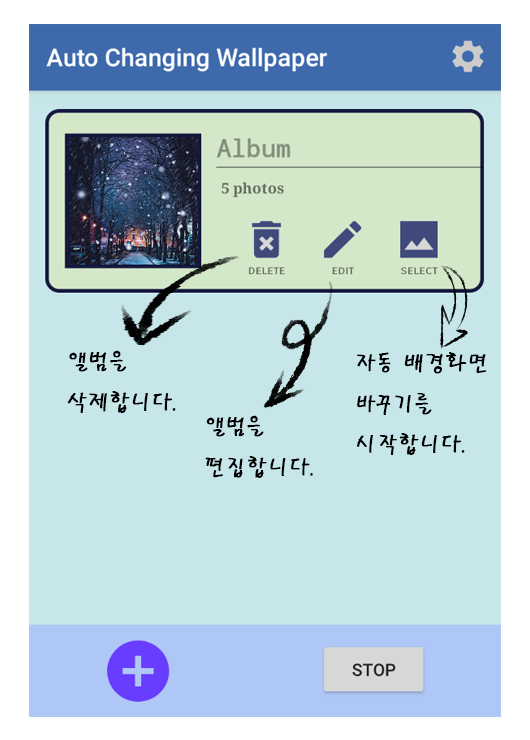 Auto Changing Wallpaper
Album
5 photos
DELETE EDIT SELECT
앨범을
삭제합니다.
앨범을
편집합니다.
자동 배경화면
바꾸기를
시작합니다.
STOP